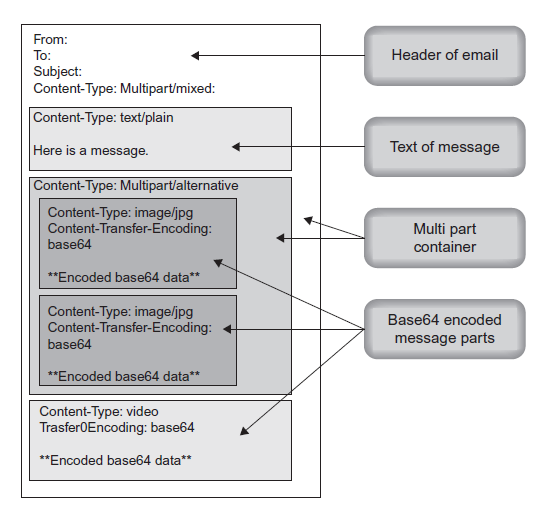 From:
To:
Subject:
Content-Type: Multipart/mixed:
Header of email
Content-Type: text/plain
Here is a message.
Text of message
Content-Type: Multipart/alternative
Content-Type: image/jpg
Content-Transfer-Encoding:
base64
**Encoded base64 data**
Multi part
container
Content-Type: image/jpg
Content-Transfer-Encoding:
base64
**Encoded base64 data**
Base64 encoded
message parts
Content-Type: video
Trasfer0Encoding: base64
**Encoded base64 data**